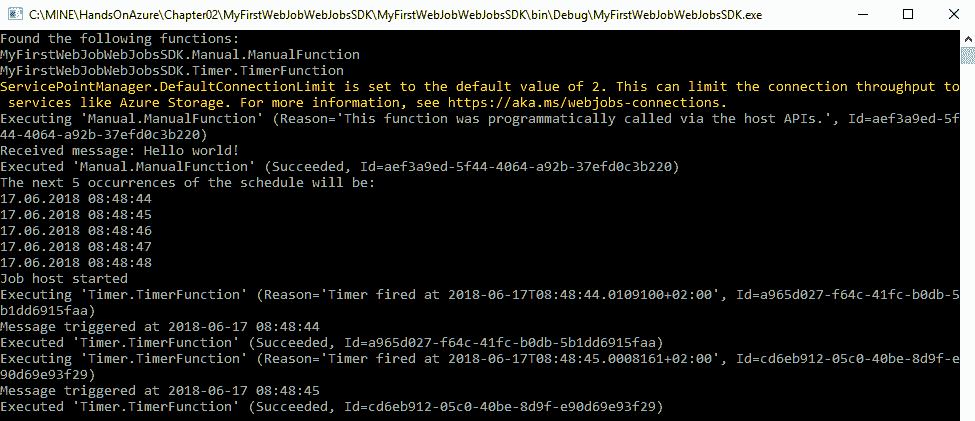 C:\MINE\HandsOnAzure\Chapter02\MyFirstWebJobWebJobsSDK\MyFirstWebJobWebJobsSDK\bin\Debug\MyFirstWebJobWebJobsSDK.exe
Found the following functions:
MyFirstWebJobWebJobsSDK.Manual.ManualFunction
MyFirstWebJobWebJobsSDK.Timer.TimerFunction
ServicePointManager.DefaultConnectionLimit is set to the default value of 2. This can limit the connection throughput to
 services like Azure Storage. For more information, see https://aka.ms/webjobs-connections.
Executing 'Manual.ManualFunction' (Reason='This function was programmatically called via the host APIs.', Id=aef3a9ed-5f
44-4064-a92b-37efd0c3b220)
Received message: Hello world!
Executed 'Manual.ManualFunction' (Succeeded, Id=aef3a9ed-5f44-4064-a92b-37efd0c3b220)
The next 5 occurrences of the schedule will be:
17.06.2018 08:48:44
17.06.2018 08:48:45
17.06.2018 08:48:46
17.06.2018 08:48:47
17.06.2018 08:48:48
Job host started
Executing 'Timer.TimerFunction' (Reason='Timer fired at 2018-06-17T08:48:44.0109100+02:00', Id=a965d027-f64c-41fc-b0db-5
b1dd6915faa)
Message triggered at 2018-06-17 08:48:44
Executed 'Timer.TimerFunction' (Succeeded, Id=a965d027-f64c-41fc-b0db-5b1dd6915faa)
Executing 'Timer.TimerFunction' (Reason='Timer fired at 2018-06-17T08:48:45.0008161+02:00', Id=cd6eb912-05c0-40be-8d9f-e
90d69e93f29)
Message triggered at 2018-06-17 08:48:45
Executed 'Timer.TimerFunction' (Succeeded, Id=cd6eb912-05c0-40be-8d9f-e90d69e93f29)